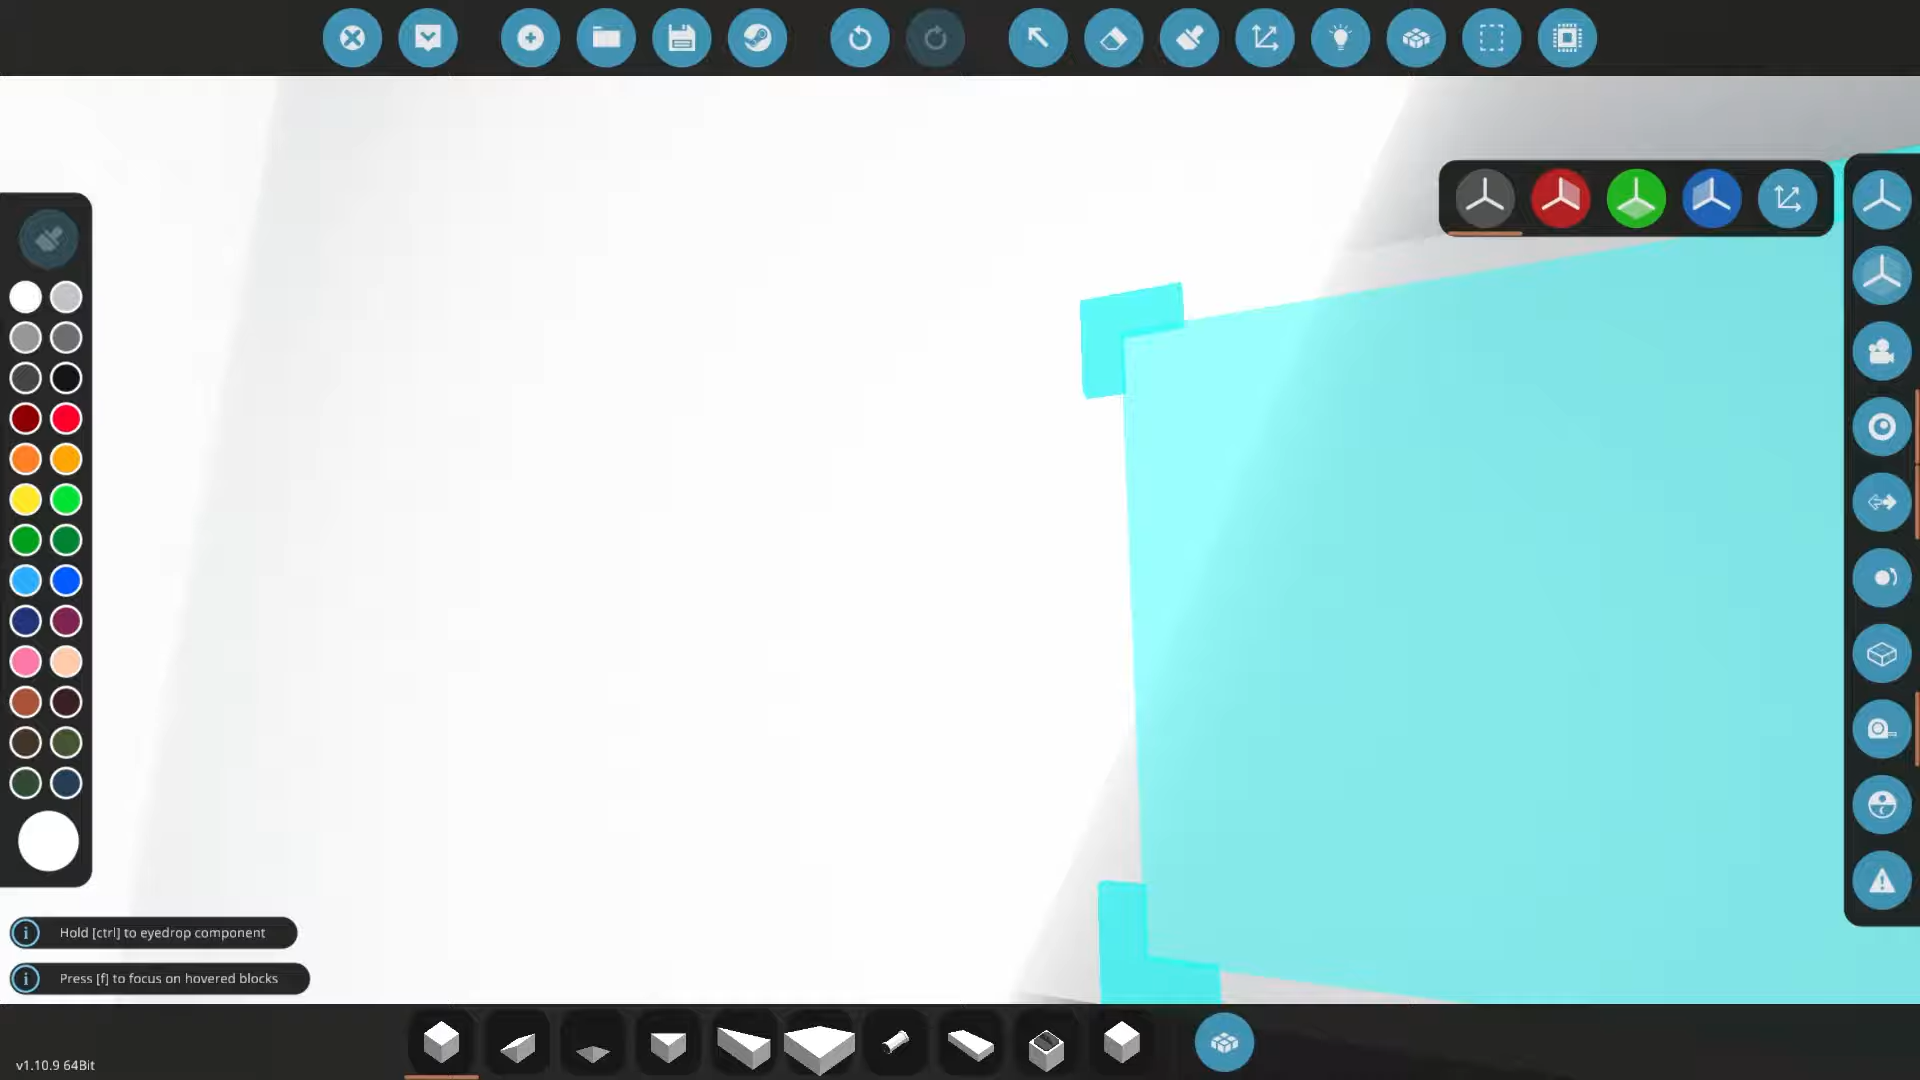 Hold [ctrl] to eyedrop component
Press [f] to focus on hovered blocks
v1.10.9 64Bit